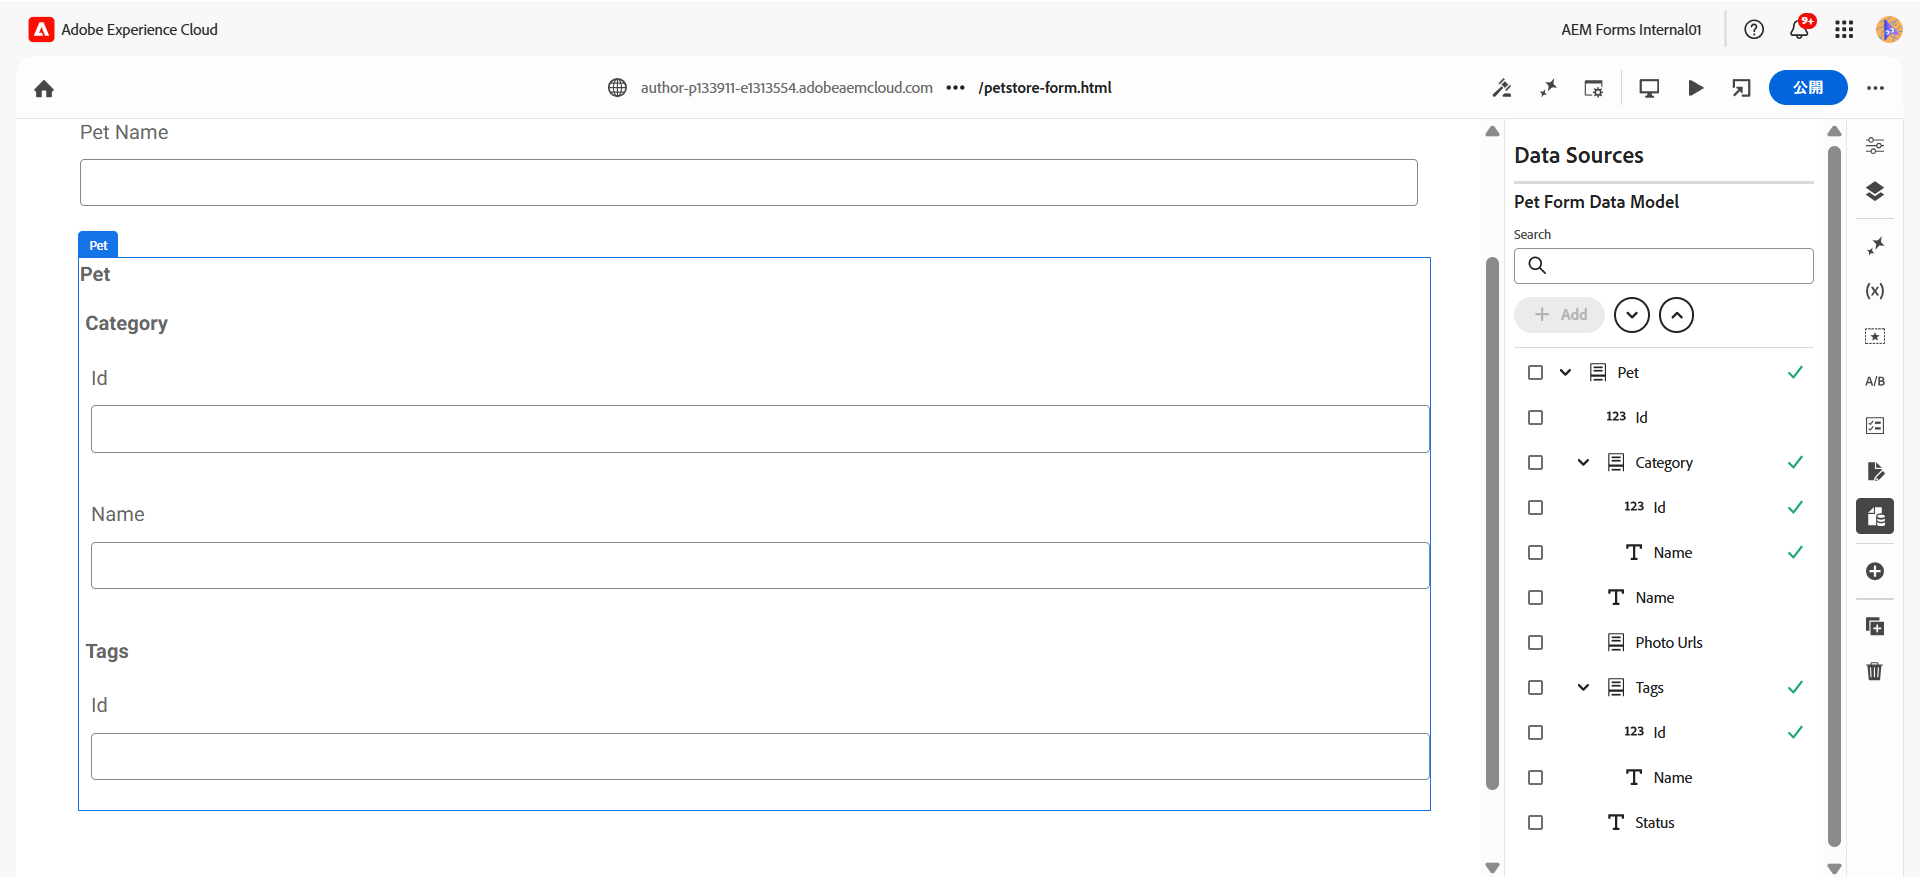 Adobe Experience Cloud
AEM Forms Internal01
9+
author-p133911-e1313554.adobeaemcloud.com ••• /petstore-form.html
公開
Pet Name
Pet
Pet
Category
Id
Name
Tags
Id
Data Sources
Pet Form Data Model
Search
Add
Pet
123 Id
Category
123 Id
T Name
T Name
Photo Urls
Tags
123 Id
T Name
T Status
(x)
A/B